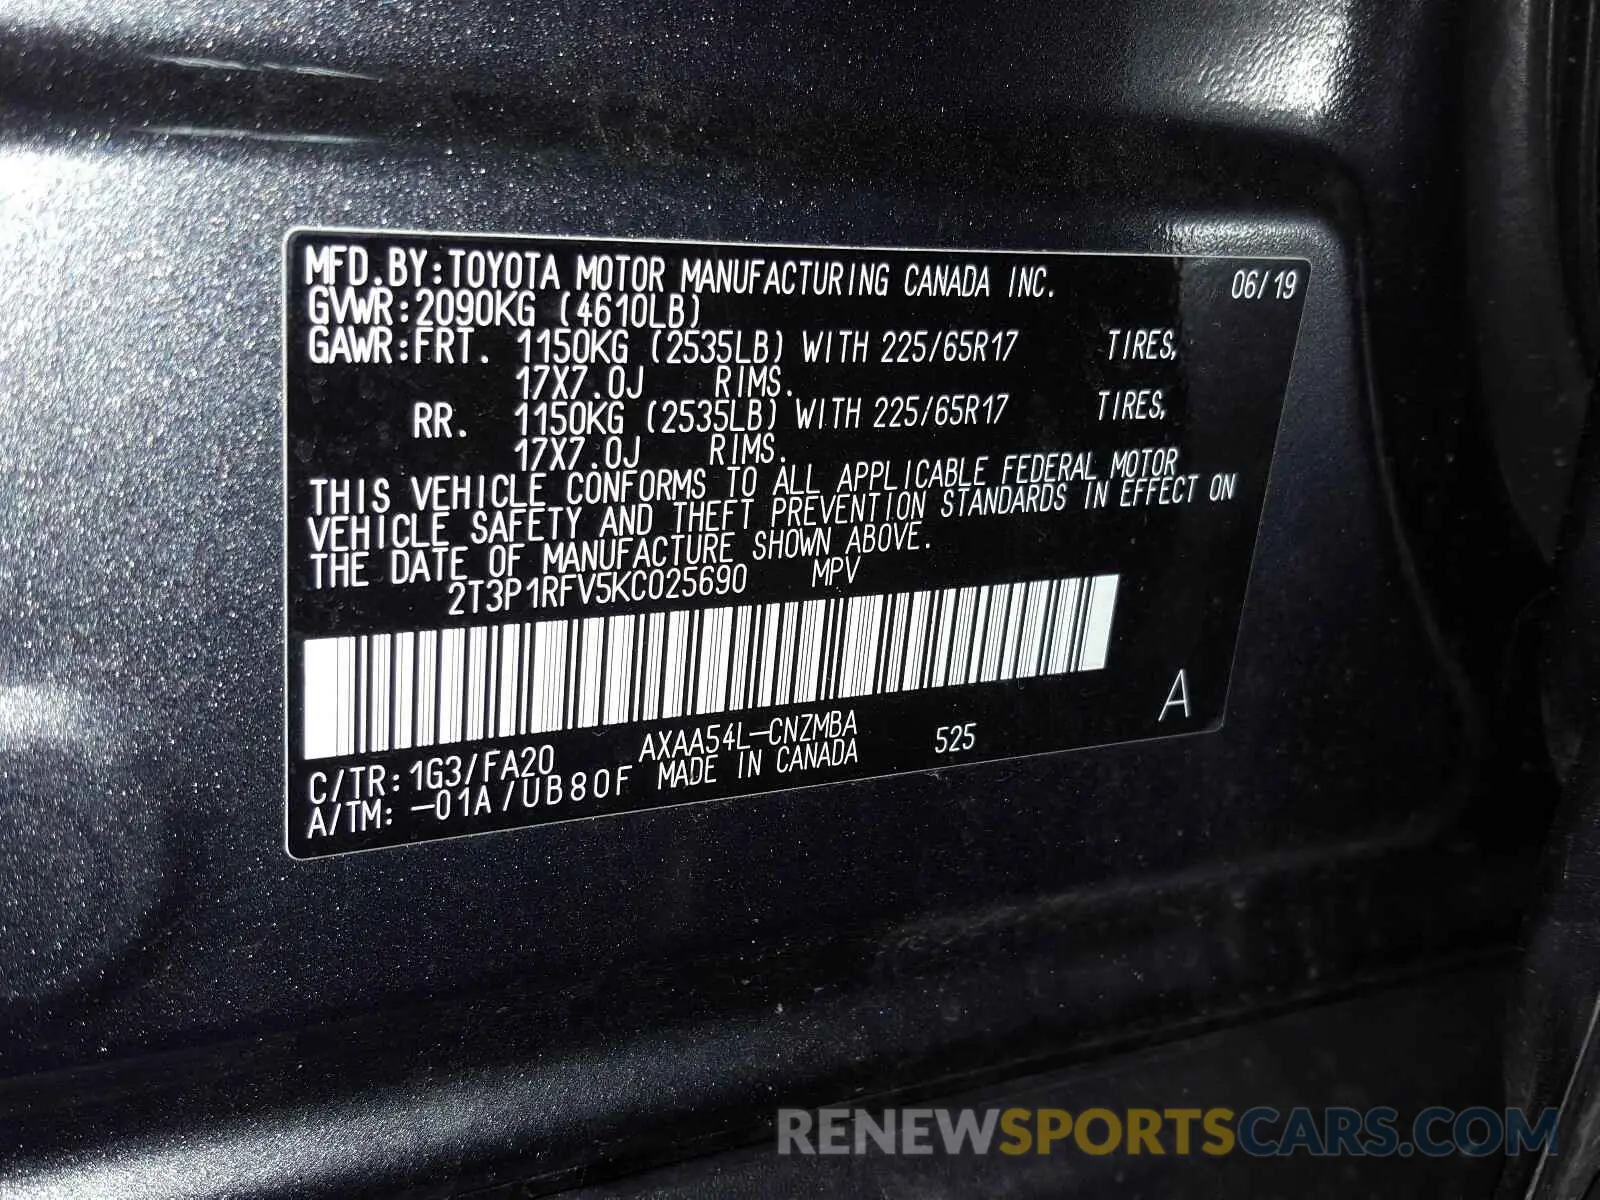 MFD.BY:TOYOTA MOTOR MANUFACTURING CANADA INC. 06/19
GVWR:2090KG (4610LB)
GAWR:FRT. 1150KG (2535LB) WITH 225/65R17 TIRES,
17X7.0J RIMS.
RR. 1150KG (2535LB) WITH 225/65R17 TIRES,
17X7.0J RIMS.
THIS VEHICLE CONFORMS TO ALL APPLICABLE FEDERAL MOTOR
VEHICLE SAFETY AND THEFT PREVENTION STANDARDS IN EFFECT ON
THE DATE OF MANUFACTURE SHOWN ABOVE.
2T3P1RFV5KC025690 MPV
A
C/TR:1G3/FA20 AXAA54L-CNZMBA 525
A/TM:-01A/UB80F MADE IN CANADA
RENEWSPORTSCARS.COM